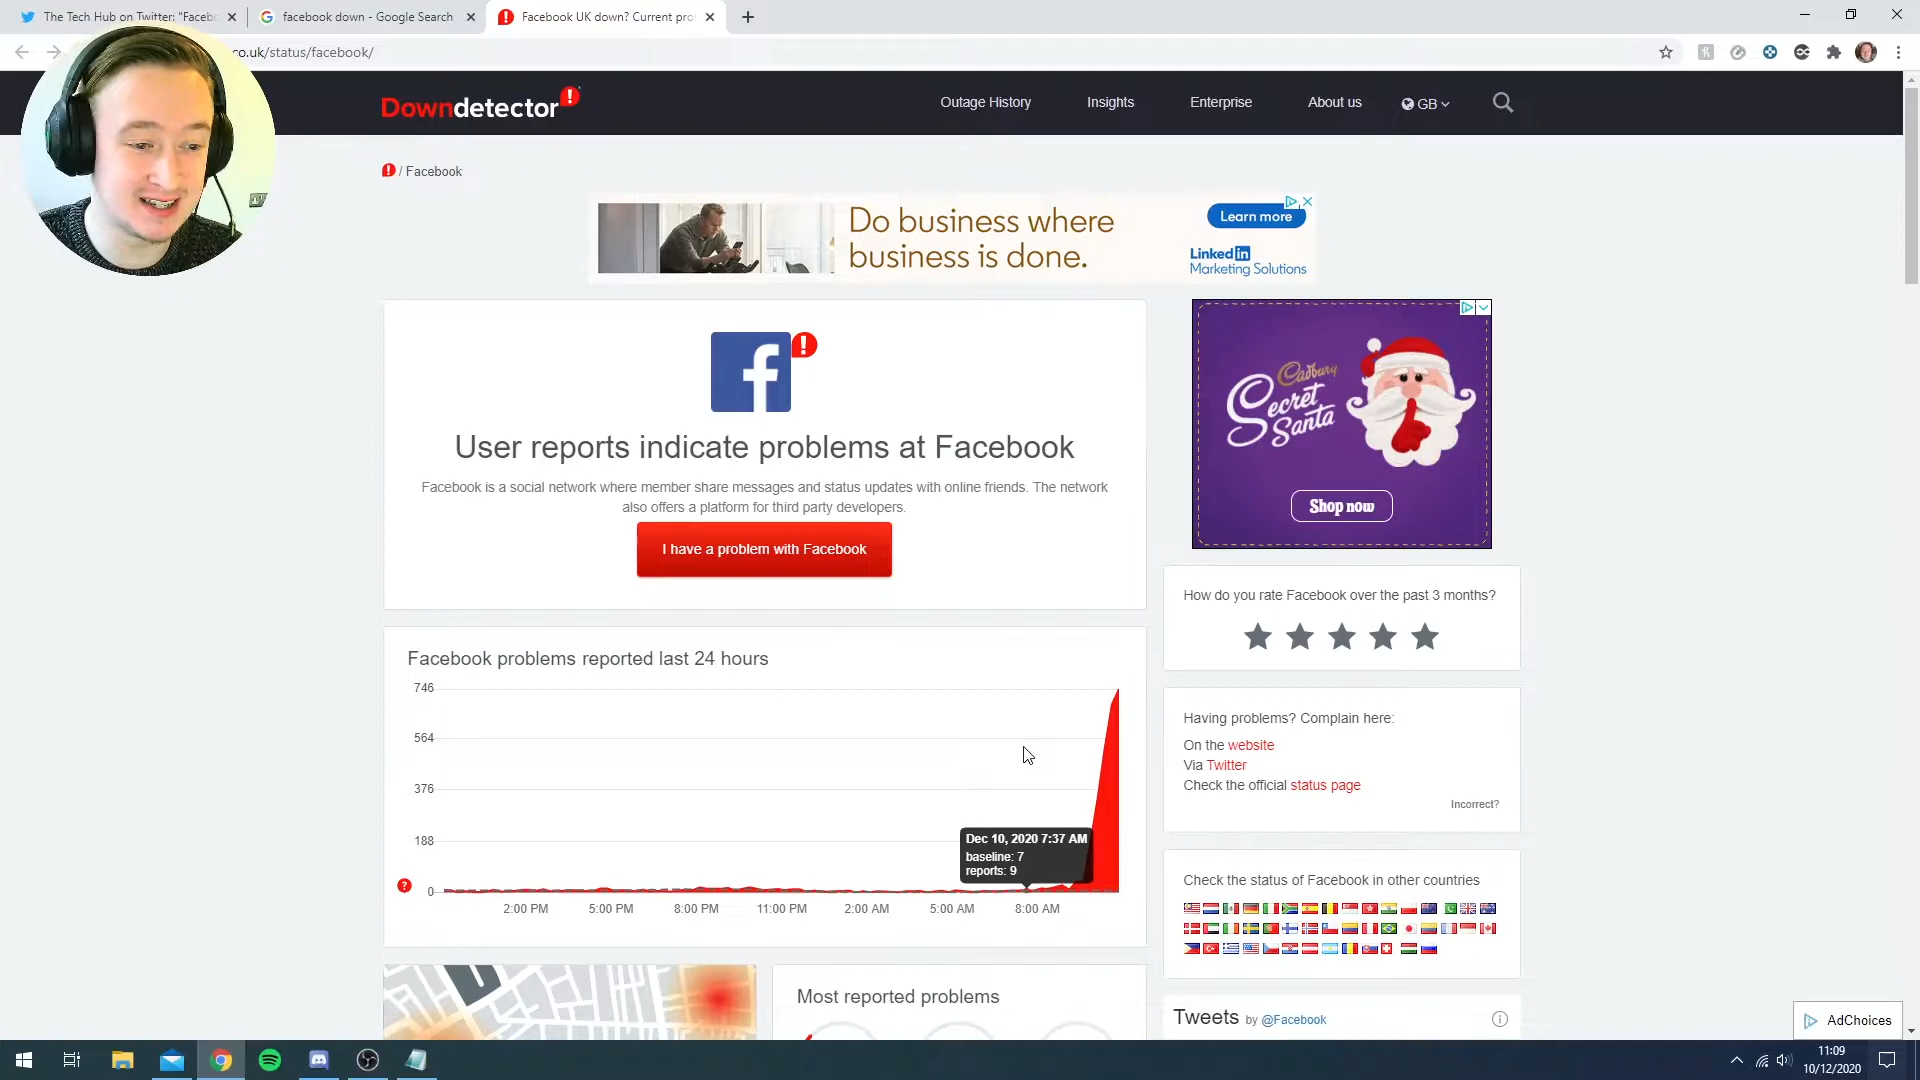 The Tech Hub on Twitter: "Facebo
facebook down - Google Search
Facebook UK down? Current pro
co.uk/status/facebook/
Downdetector
Outage History
Insights
Enterprise
About us
GB
/ Facebook
Do business where
business is done.
Learn more
Linked in
Marketing Solutions
f
User reports indicate problems at Facebook
Facebook is a social network where member share messages and status updates with online friends. The network
also offers a platform for third party developers.
I have a problem with Facebook
Cadbury
Secret
Santa
Shop now
How do you rate Facebook over the past 3 months?
Facebook problems reported last 24 hours
746
564
376
188
0
Dec 10, 2020 7:37 AM
baseline: 7
reports: 9
2:00 PM 5:00 PM 8:00 PM 11:00 PM 2:00 AM 5:00 AM 8:00 AM
Having problems? Complain here:
On the website
Via Twitter
Check the official status page
Incorrect?
Check the status of Facebook in other countries
Most reported problems
Tweets by @Facebook
AdChoices
11:09
10/12/2020